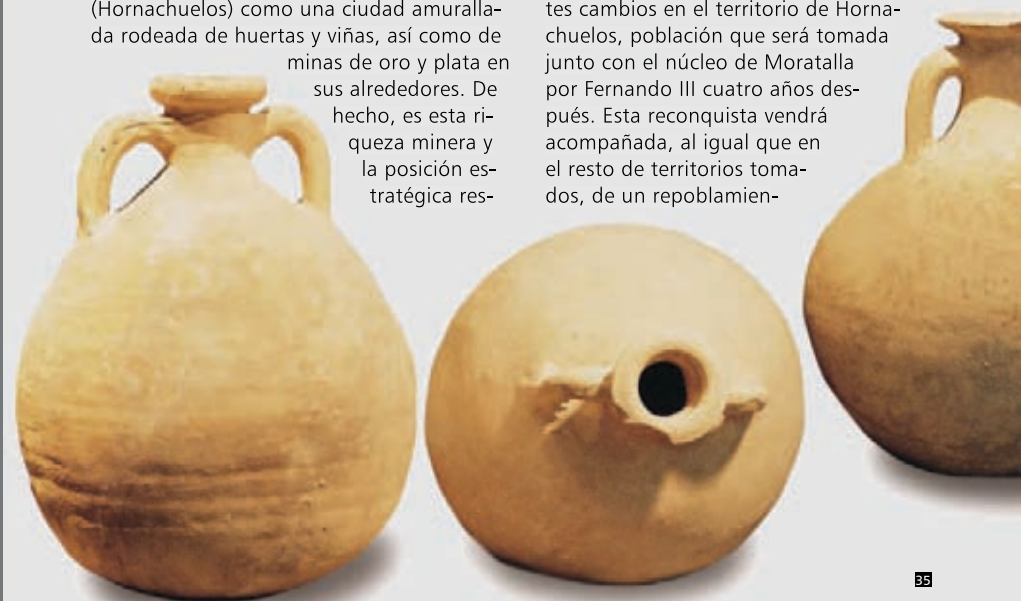 (Hornachuelos) como una ciudad amuralla-
da rodeada de huertas y viñas, así como de
minas de oro y plata en
sus alrededores. De
hecho, es esta ri-
queza minera y
la posición es-
tratégica res-
tes cambios en el territorio de Horna-
chuelos, población que será tomada
junto con el núcleo de Moratalla
por Fernando III cuatro años des-
pués. Esta reconquista vendrá
acompañada, al igual que en
el resto de territorios toma-
dos, de un repoblamien-
35